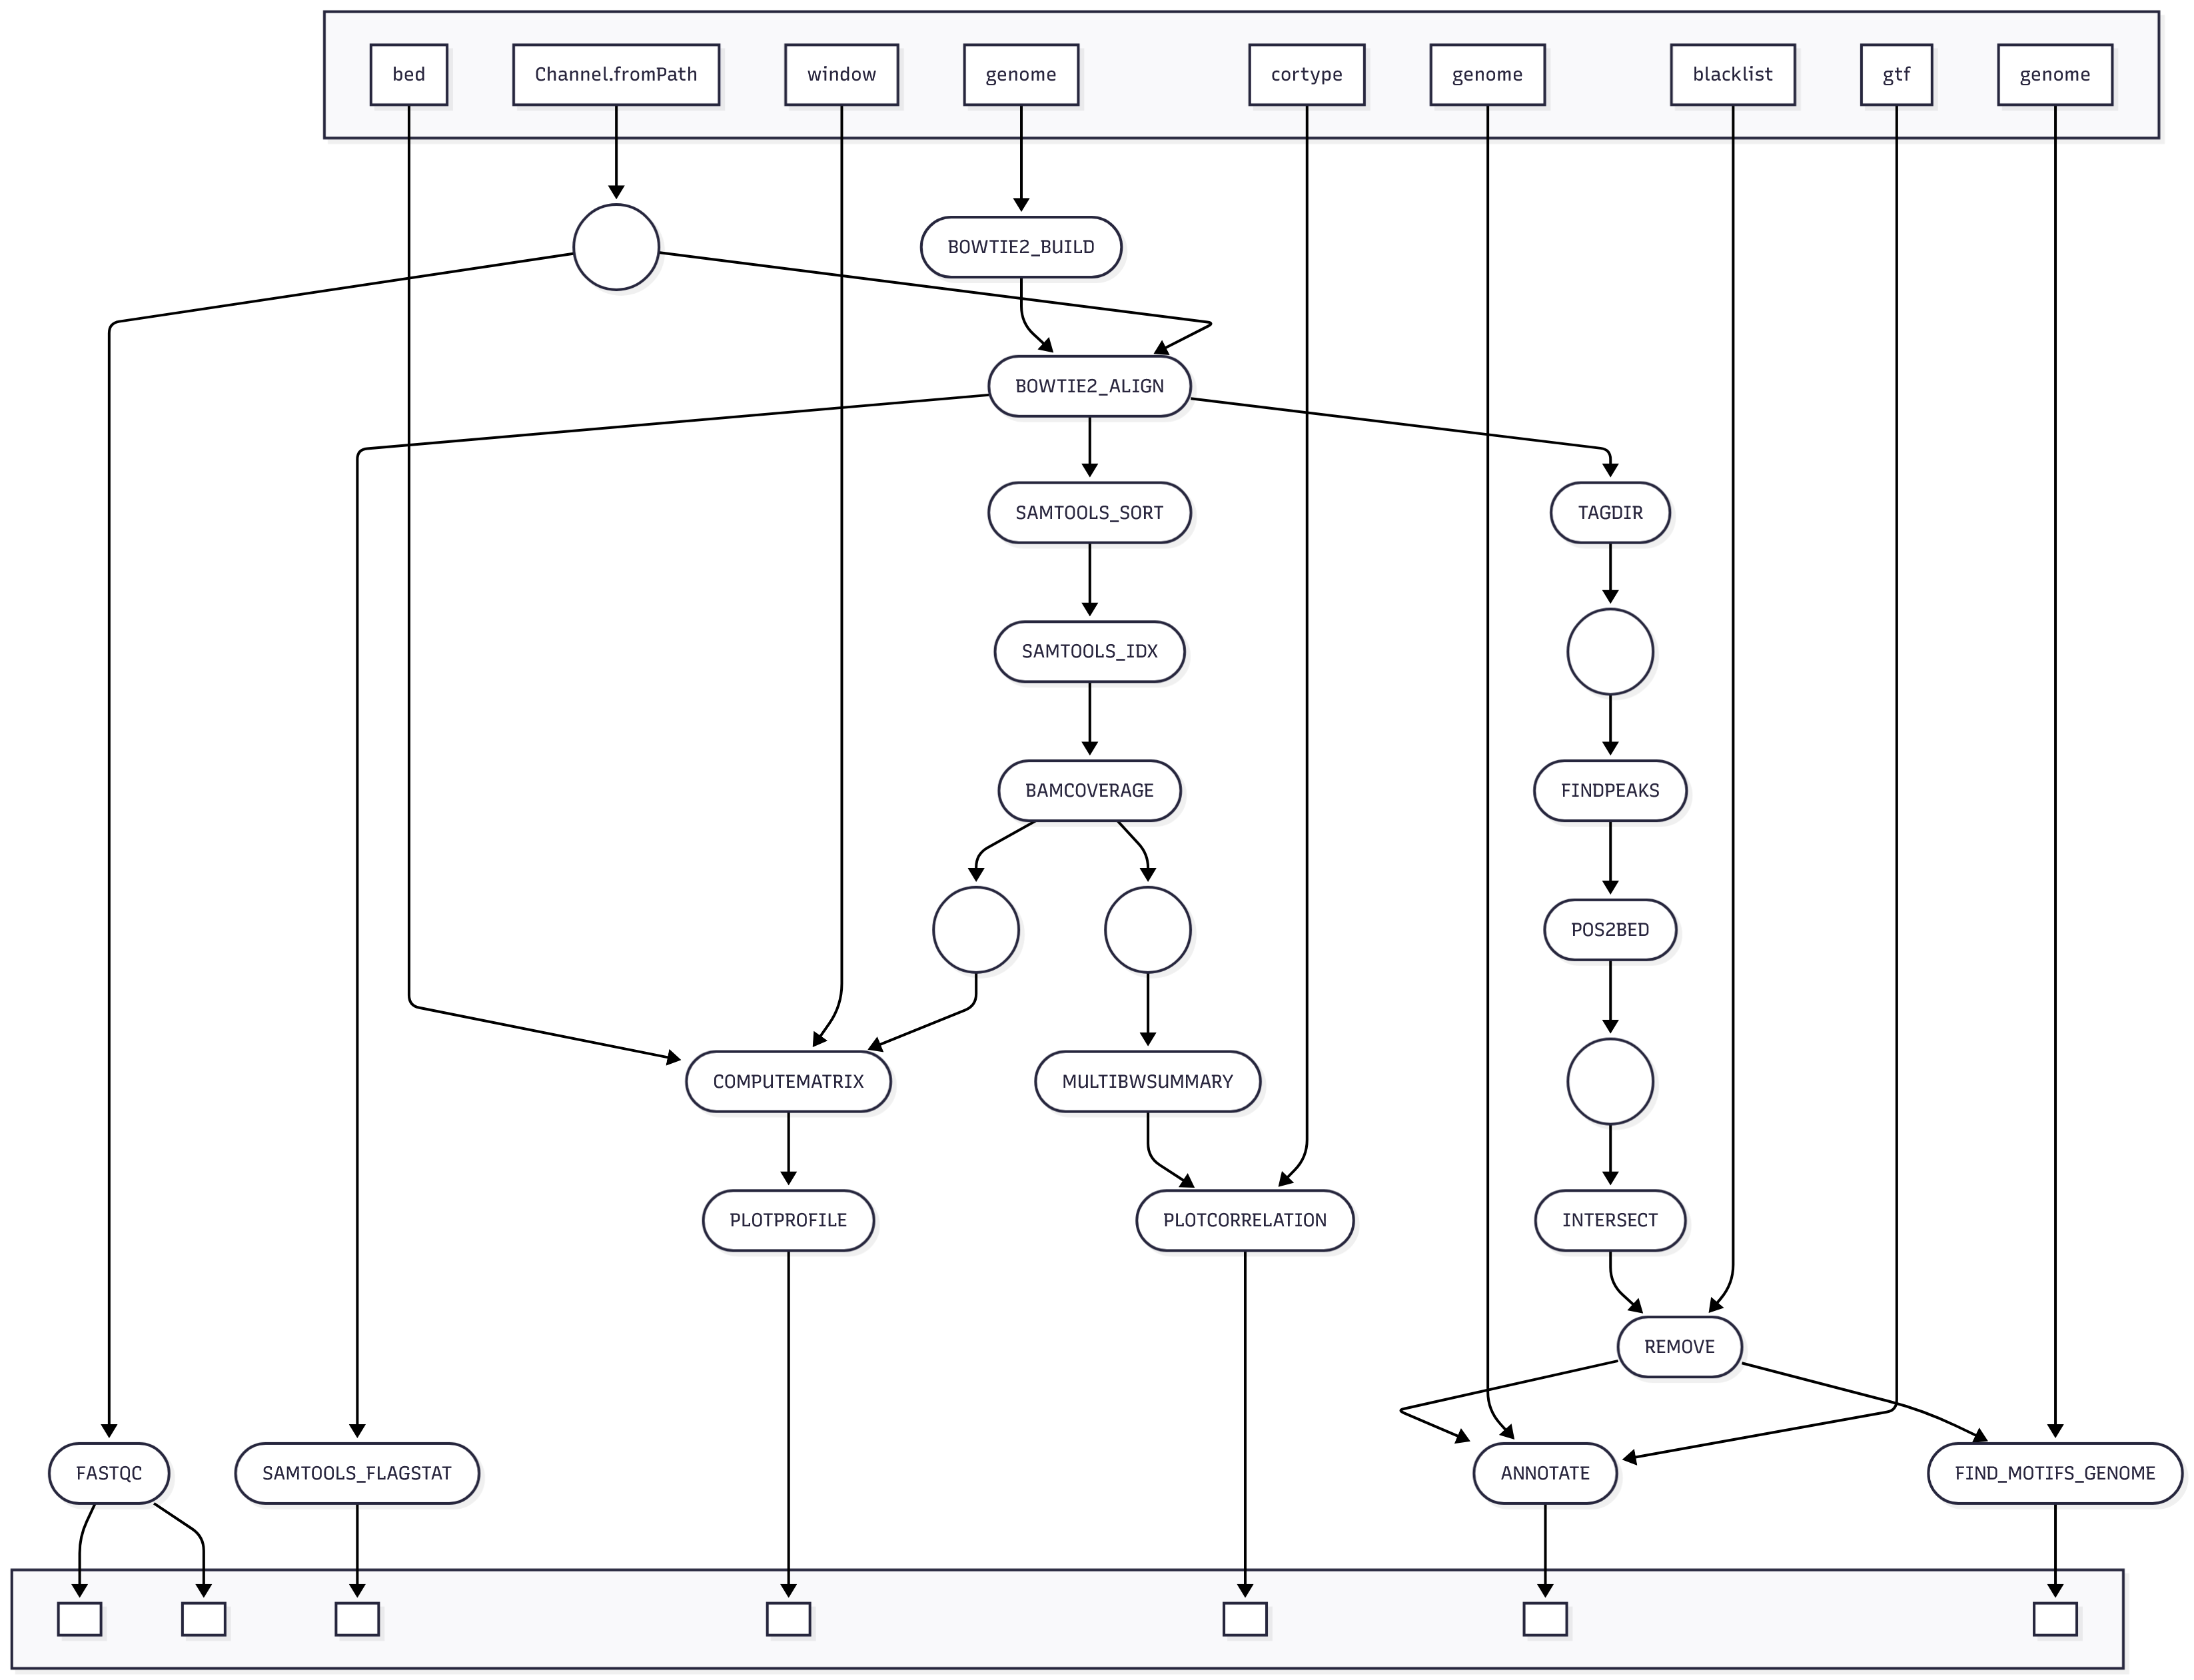 bed
Channel.fromPath
window
genome
cortype
genome
blacklist
gtf
genome
BOWTIE2_BUILD
BOWTIE2_ALIGN
SAMTOOLS_SORT
TAGDIR
SAMTOOLS_IDX
BAMCOVERAGE
FINDPEAKS
POS2BED
COMPUTEMATRIX
MULTIBWSUMMARY
PLOTPROFILE
PLOTCORRELATION
INTERSECT
REMOVE
FASTQC
SAMTOOLS_FLAGSTAT
ANNOTATE
FIND_MOTIFS_GENOME